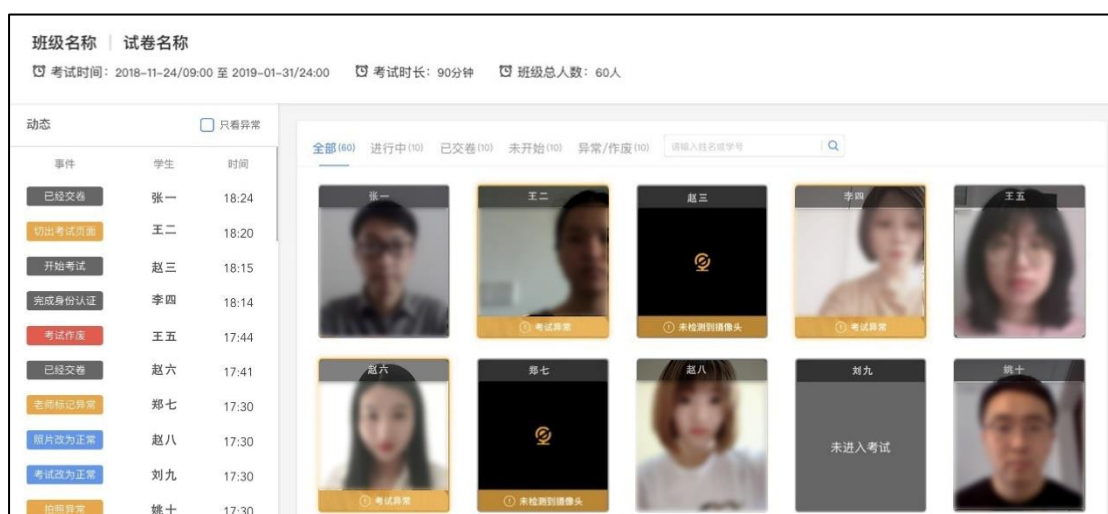 班级名称 | 试卷名称
考试时间：2018-11-24/09:00 至 2019-01-31/24:00 考试时长：90分钟 班级总人数：60人
动态 只看异常
全部(60) 进行中(10) 已交卷(10) 未开始(10) 异常/作废(10) 请输入姓名或学号
事件 学生 时间
已经交卷 张一 18:24
切出考试页面 王二 18:20
开始考试 赵三 18:15
完成身份认证 李四 18:14
考试作废 王五 17:44
已经交卷 赵六 17:41
老师标记异常 郑七 17:30
照片改为正常 赵八 17:30
考试改为正常 刘九 17:30
拍照异常 姚十 17:30
张一 王二 赵三 李四 王五
考试异常 未检测到摄像头 考试异常
赵六 郑七 赵八 刘九 姚十
未进入考试
考试异常 未检测到摄像头